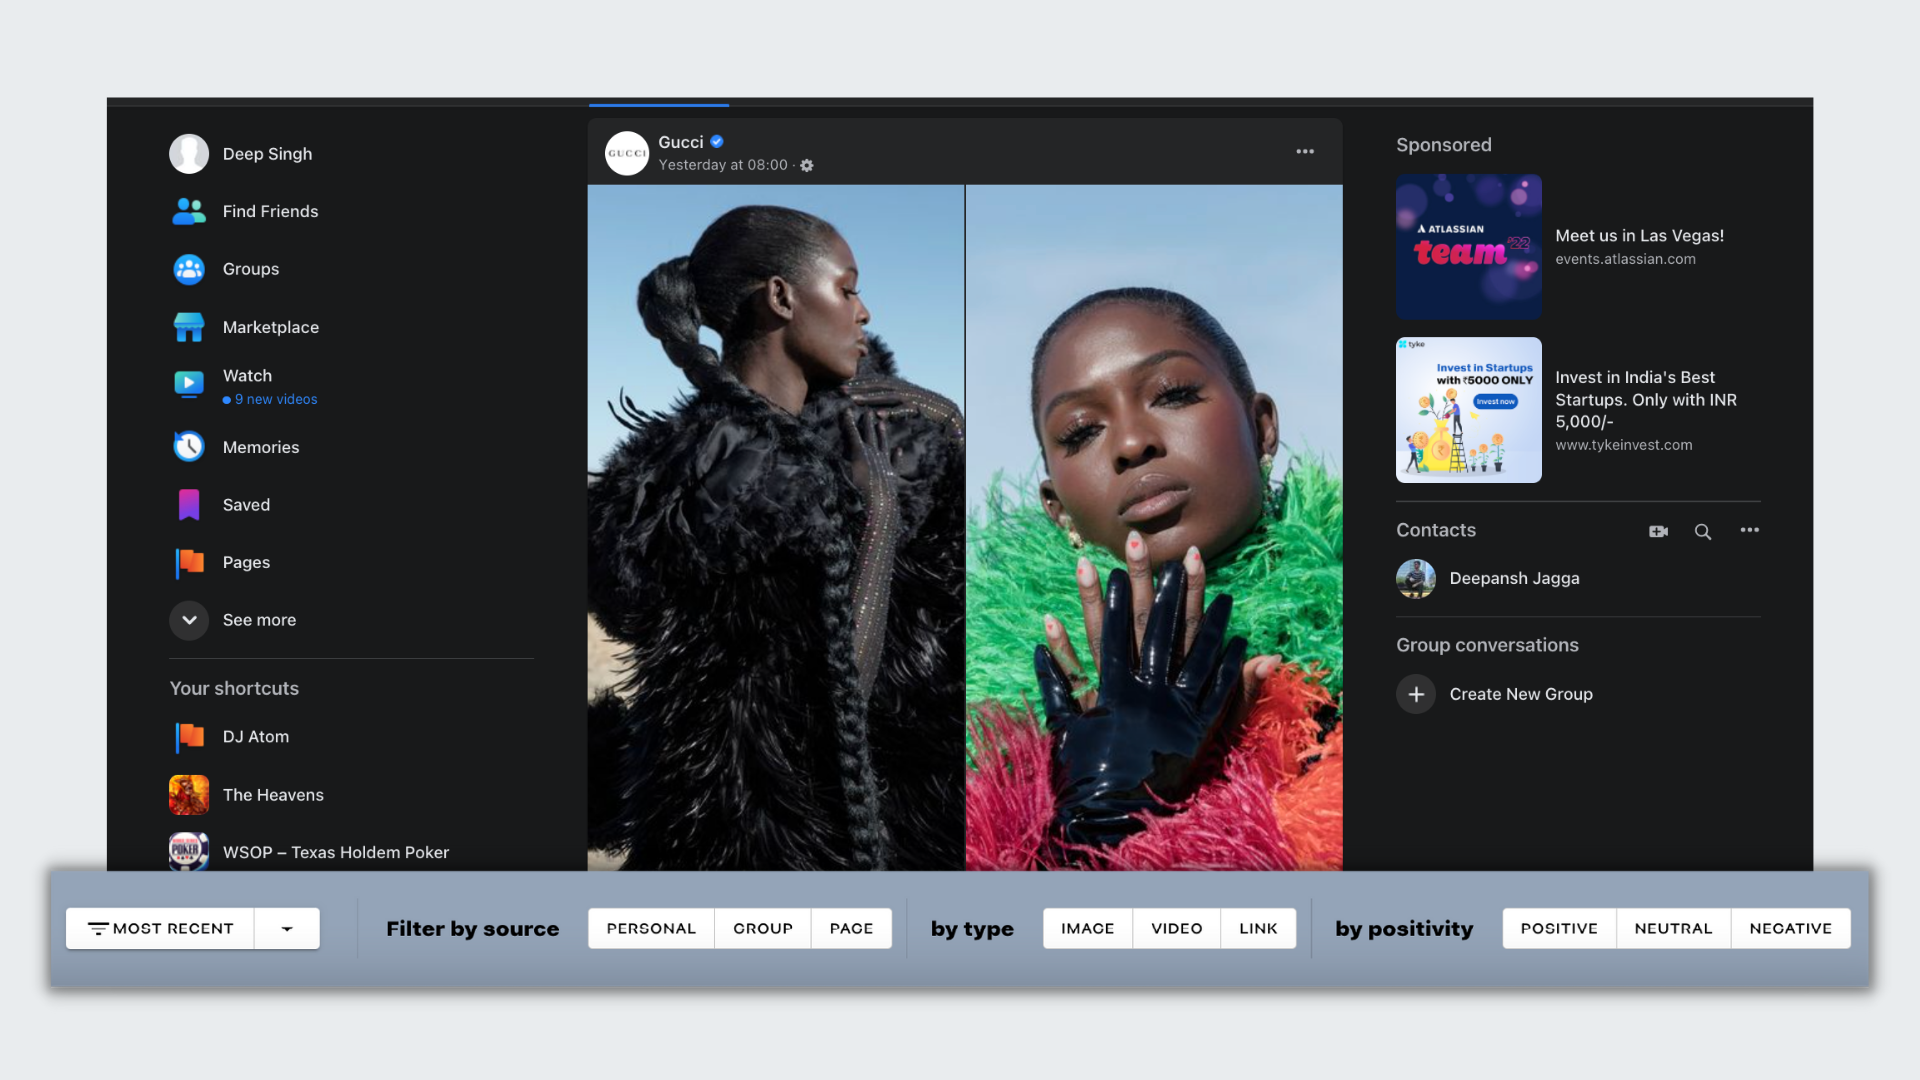 Deep Singh
Find Friends
Groups
Marketplace
Watch
9 new videos
Memories
Saved
Pages
See more
Your shortcuts
DJ Atom
The Heavens
WSOP – Texas Holdem Poker
GUCCI
Gucci
Yesterday at 08:00 ·
Sponsored
ATLASSIAN
team '22
Meet us in Las Vegas!
events.atlassian.com
tyke
Invest in Startups
with ₹5000 ONLY
Invest now
Invest in India's Best
Startups. Only with INR
5,000/-
www.tykeinvest.com
Contacts
Deepansh Jagga
Group conversations
Create New Group
POKER
MOST RECENT
Filter by source
PERSONAL
GROUP
PAGE
by type
IMAGE
VIDEO
LINK
by positivity
POSITIVE
NEUTRAL
NEGATIVE